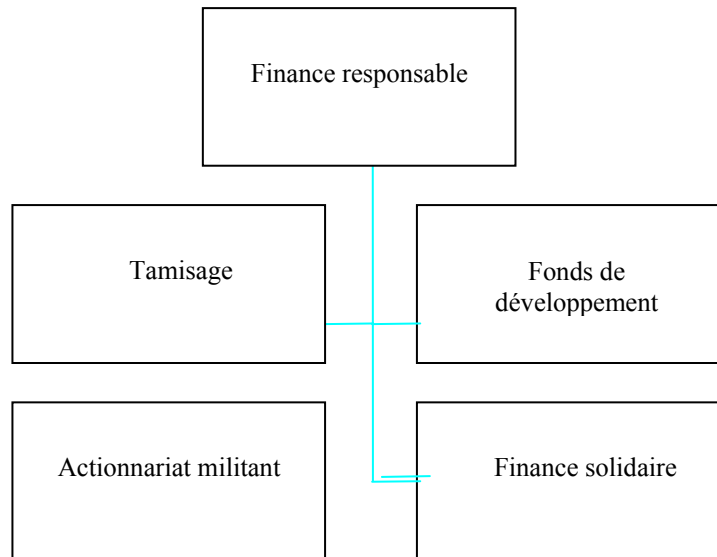 Finance responsable
Tamisage
Fonds de
développement
Actionnariat militant
Finance solidaire